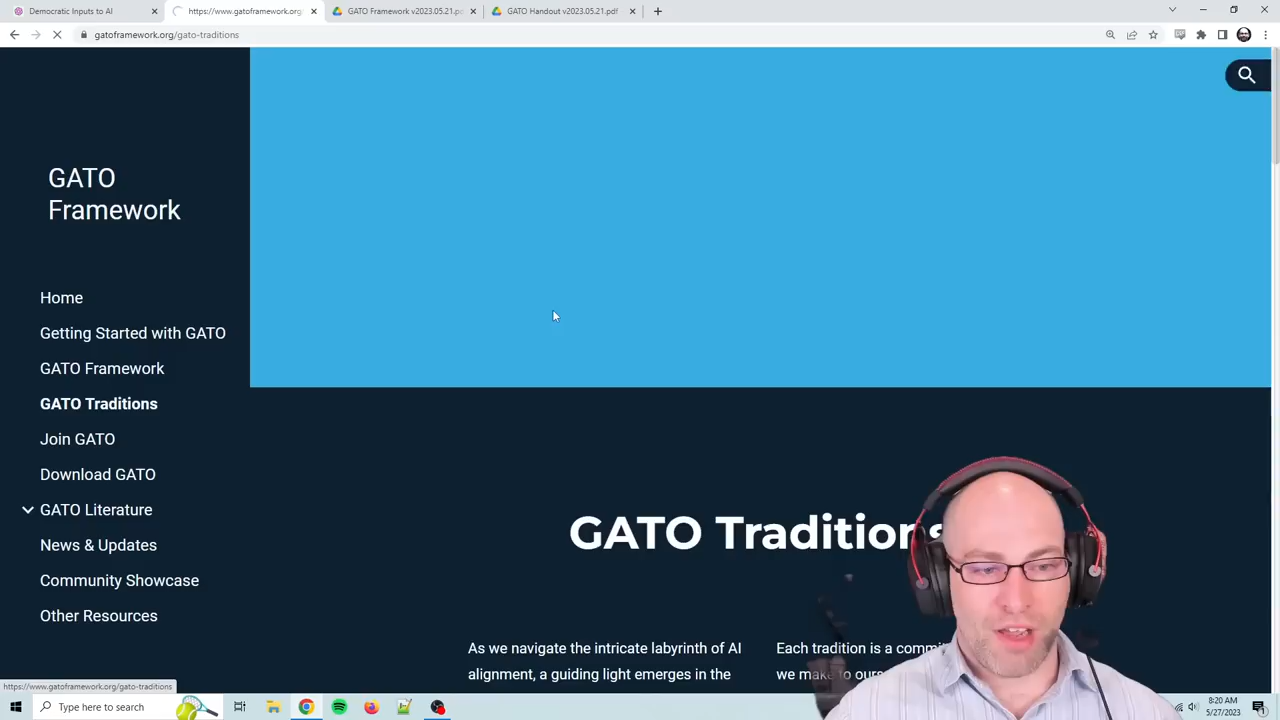 Democratic Inputs to AI
https://www.gatoframework.org
GATO Framework v2023.05.21.p
GATO Handout v2023.05.21.pdf
gatoframework.org/gato-traditions
GATO
Framework
Home
Getting Started with GATO
GATO Framework
GATO Traditions
Join GATO
Download GATO
GATO Literature
News & Updates
Community Showcase
Other Resources
GATO Traditions
As we navigate the intricate labyrinth of AI
alignment, a guiding light emerges in the
Each tradition is a commi
we make to ours
https://www.gatoframework.org/gato-traditions
Type here to search
8:20 AM
5/27/2023